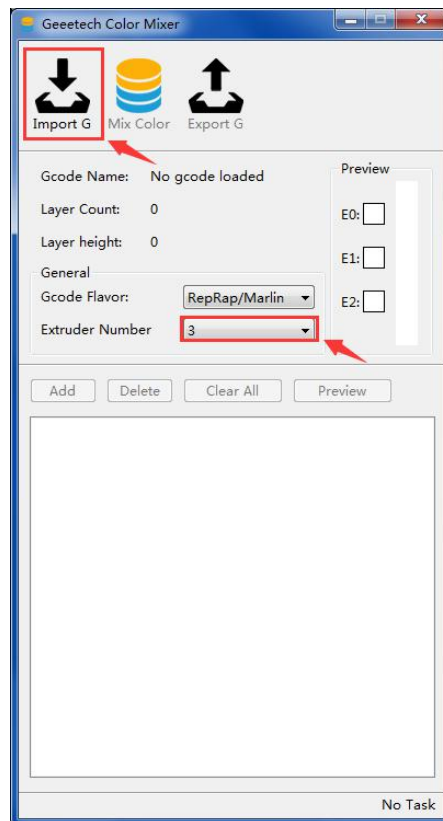 Geeetech Color Mixer
Import G Mix Color Export G
Gcode Name: No gcode loaded
Layer Count: 0
Layer height: 0
General
Gcode Flavor: RepRap/Marlin
Extruder Number 3
Preview
E0:
E1:
E2:
Add Delete Clear All Preview
No Task